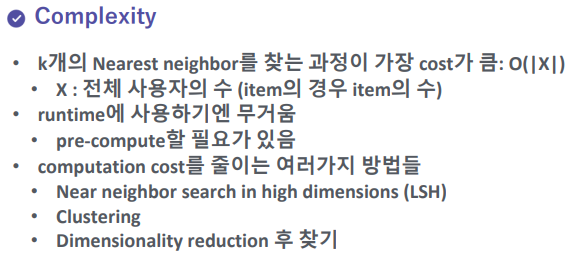 Complexity
• k개의 Nearest neighbor를 찾는 과정이 가장 cost가 큼: O(|X|)
• X : 전체 사용자의 수 (item의 경우 item의 수)
• runtime에 사용하기엔 무거움
• pre-compute할 필요가 있음
• computation cost를 줄이는 여러가지 방법들
• Near neighbor search in high dimensions (LSH)
• Clustering
• Dimensionality reduction 후 찾기